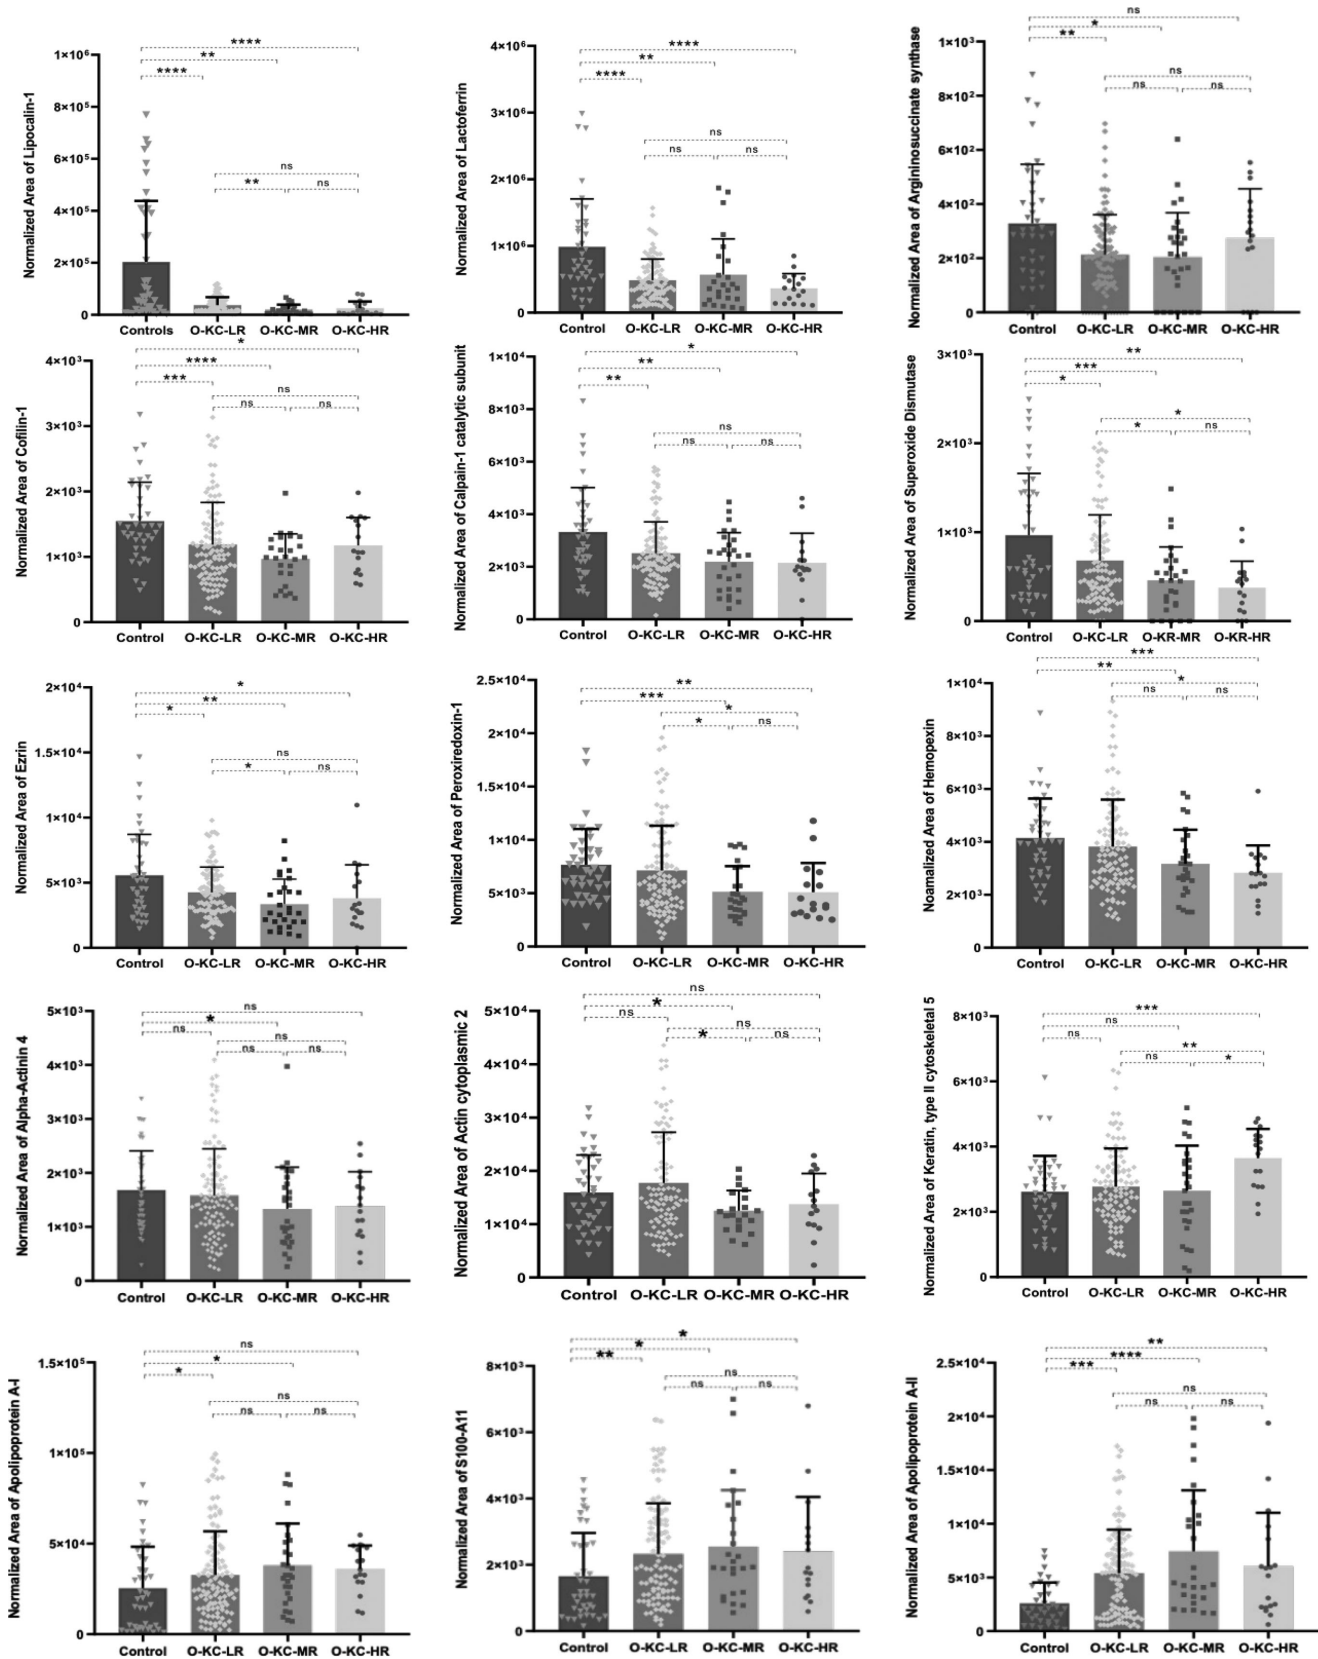 Normalized Area of Lipocalin-1
1×10⁶
8×10⁵
6×10⁵
4×10⁵
2×10⁵
0
****
**
****
ns
**
ns
Controls O-KC-LR O-KC-MR O-KC-HR
Normalized Area of Lactoferrin
4×10⁶
3×10⁶
2×10⁶
1×10⁶
0
****
**
****
ns
ns ns
Control O-KC-LR O-KC-MR O-KC-HR
Normalized Area of Argininosuccinate synthase
1×10³
8×10²
6×10²
4×10²
2×10²
0
ns
*
**
ns
ns ns
Control O-KC-LR O-KC-MR O-KC-HR
Normalized Area of Cofilin-1
4×10³
3×10³
2×10³
1×10³
0
*
****
***
ns
ns ns
Control O-KC-LR O-KC-MR O-KC-HR
Normalized Area of Calpain-1 catalytic subunit
1×10⁴
8×10³
6×10³
4×10³
2×10³
0
*
**
**
ns
ns ns
Control O-KC-LR O-KC-MR O-KC-HR
Normalized Area of Superoxide Dismutase
3×10³
2×10³
1×10³
0
**
***
*
*
* ns
Control O-KC-LR O-KR-MR O-KR-HR
Normalized Area of Ezrin
2×10⁴
1.5×10⁴
1×10⁴
5×10³
0
*
**
*
ns
* ns
Control O-KC-LR O-KC-MR O-KC-HR
Normalized Area of Peroxiredoxin-1
2.5×10⁴
2×10⁴
1.5×10⁴
1×10⁴
5×10³
0
**
***
*
* ns
Control O-KC-LR O-KC-MR O-KC-HR
Noamalized Area of Hemopexin
1×10⁴
8×10³
6×10³
4×10³
2×10³
0
***
**
*
ns ns
Control O-KC-LR O-KC-MR O-KC-HR
Normalized Area of Alpha-Actinin 4
5×10³
4×10³
3×10³
2×10³
1×10³
0
ns
*
ns
ns
ns ns
Control O-KC-LR O-KC-MR O-KC-HR
Normalized Area of Actin cytoplasmic 2
5×10⁴
4×10⁴
3×10⁴
2×10⁴
1×10⁴
0
ns
*
ns
ns
* ns
Control O-KC-LR O-KC-MR O-KC-HR
Normalized Area of Keratin, type II cytoskeletal 5
8×10³
6×10³
4×10³
2×10³
0
***
ns
ns
**
ns *
Control O-KC-LR O-KC-MR O-KC-HR
Normalized Area of Apolipoprotein A-I
1.5×10⁵
1×10⁵
5×10⁴
0
ns
*
*
ns
ns ns
Control O-KC-LR O-KC-MR O-KC-HR
Normalized Area of S100-A11
8×10³
6×10³
4×10³
2×10³
0
*
*
**
ns
ns ns
Control O-KC-LR O-KC-MR O-KC-HR
Normalized Area of Apolipoprotein A-II
2.5×10⁴
2×10⁴
1.5×10⁴
1×10⁴
5×10³
0
**
****
***
ns
ns ns
Control O-KC-LR O-KC-MR O-KC-HR